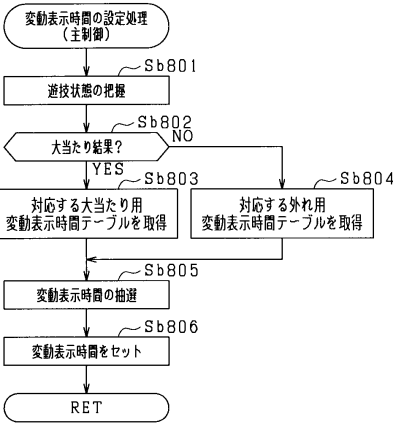 変動表示時間の設定処理
（主制御）
Sb801
遊技状態の把握
Sb802
大当たり結果？
NO
YES
Sb803
対応する大当たり用
変動表示時間テーブルを取得
Sb804
対応する外れ用
変動表示時間テーブルを取得
Sb805
変動表示時間の抽選
Sb806
変動表示時間をセット
RET